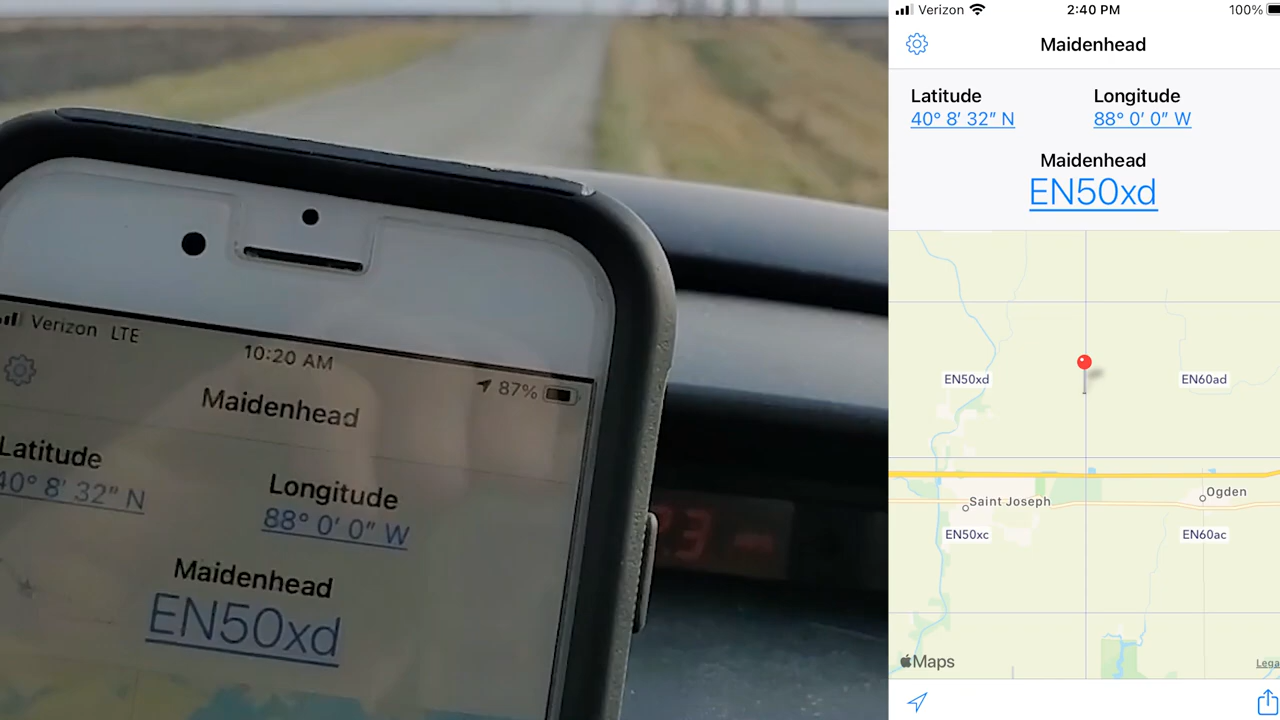 Verizon LTE
10:20 AM
87%
Maidenhead
Latitude
40° 8′ 32″ N
Longitude
88° 0′ 0″ W
Maidenhead
EN50xd
3
Verizon
2:40 PM
100%
Maidenhead
Latitude
Longitude
40° 8′ 32″ N
88° 0′ 0″ W
Maidenhead
EN50xd
EN50xd
EN60ad
Saint Joseph
Ogden
EN50xc
EN60ac
Maps
Lega